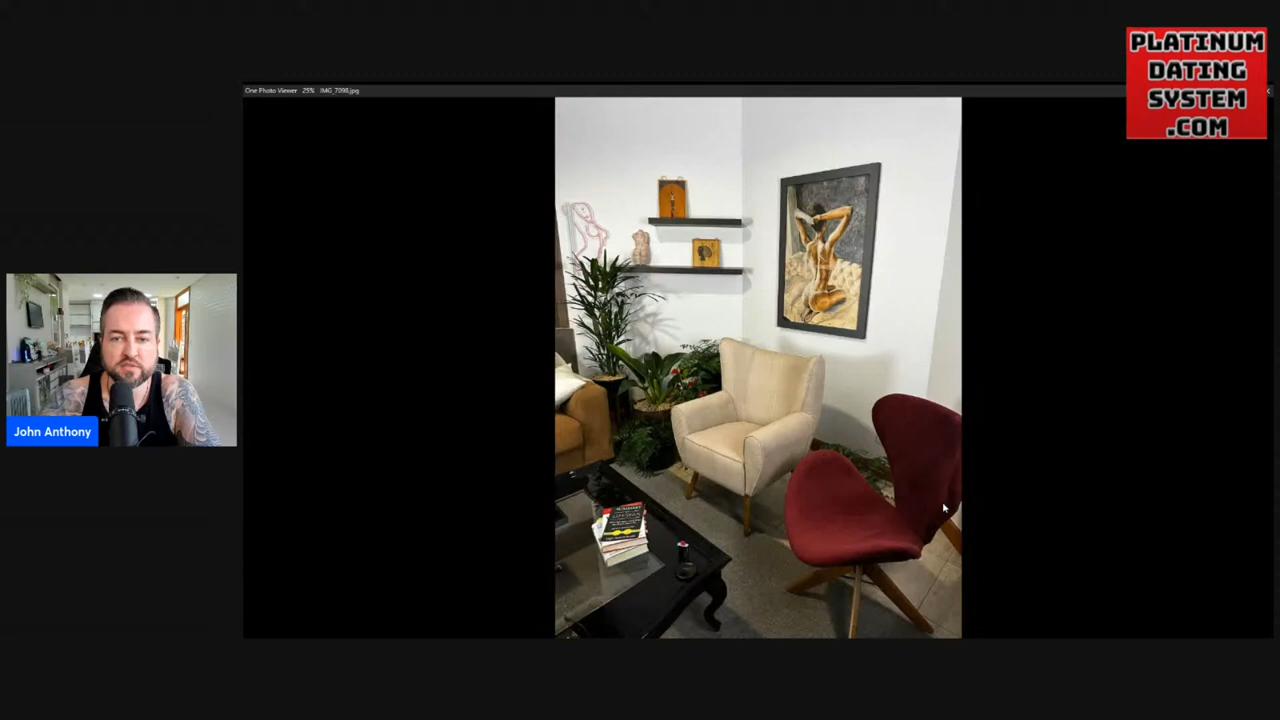 PLATINUM
DATING
SYSTEM
.COM
One Photo Viewer 25% IMG_7098.jpg
John Anthony